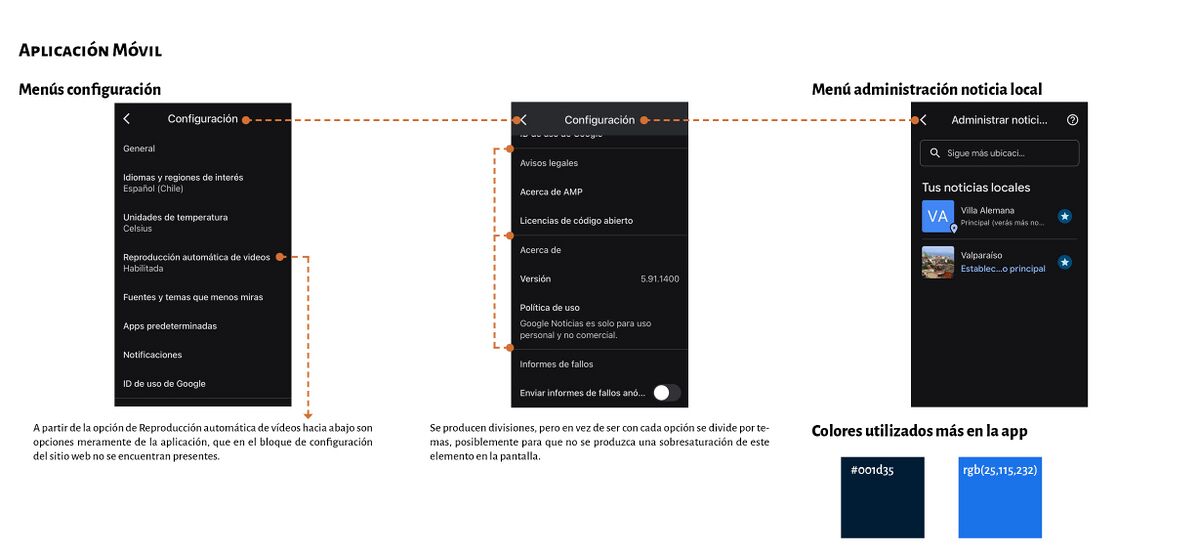 Aplicación Móvil
Menús configuración
Configuración
General
Idiomas y regiones de interés
Español (Chile)
Unidades de temperatura
Celsius
Reproducción automática de videos
Habilitada
Fuentes y temas que menos miras
Apps predeterminadas
Notificaciones
ID de uso de Google
A partir de la opción de Reproducción automática de vídeos hacia abajo son
opciones meramente de la aplicación, que en el bloque de configuración
del sitio web no se encuentran presentes.
Configuración
ID de uso de Google
Avisos legales
Acerca de AMP
Licencias de código abierto
Acerca de
Versión 5.91.1400
Política de uso
Google Noticias es solo para uso
personal y no comercial.
Informes de fallos
Enviar informes de fallos anó...
Se producen divisiones, pero en vez de ser con cada opción se divide por te-
mas, posiblemente para que no se produzca una sobresaturación de este
elemento en la pantalla.
Menú administración noticia local
Administrar notici...
Sigue más ubicaci...
Tus noticias locales
VA
Villa Alemana
Principal (verás más no...
Valparaíso
Establec...o principal
Colores utilizados más en la app
#001d35
rgb(25,115,232)